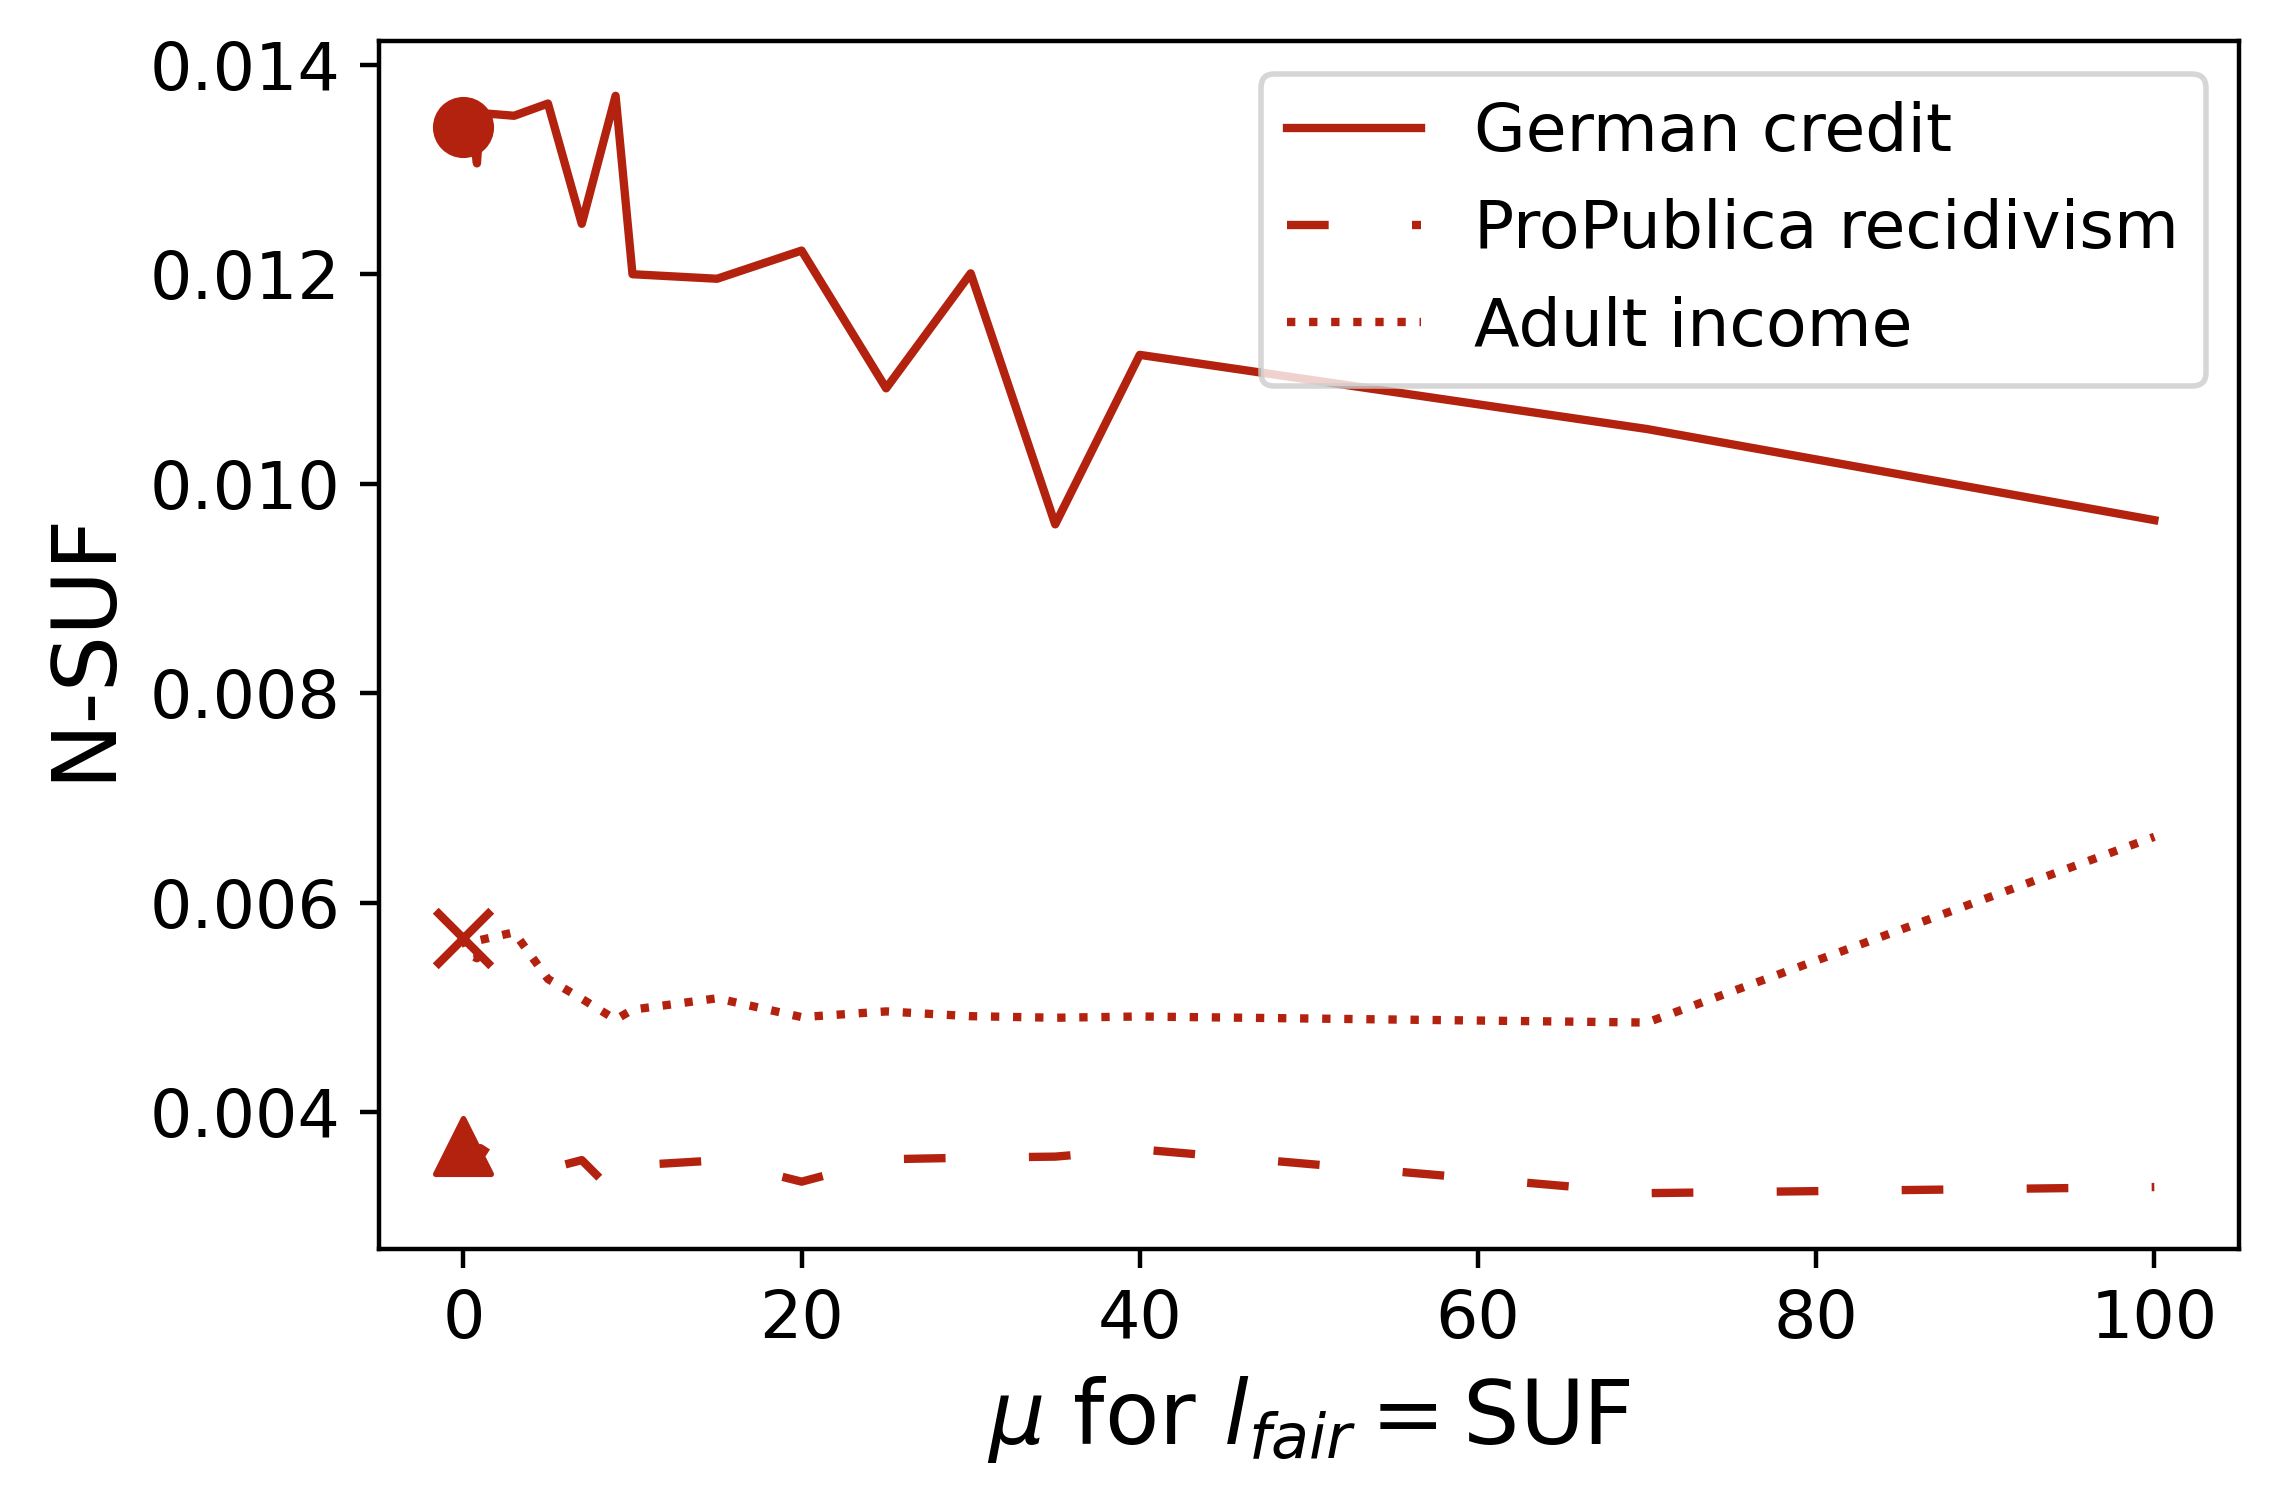 0.014
0.012
0.010
0.008
0.006
0.004
N-SUF
German credit
ProPublica recidivism
Adult income
0 20 40 60 80 100
μ for l_fair = SUF